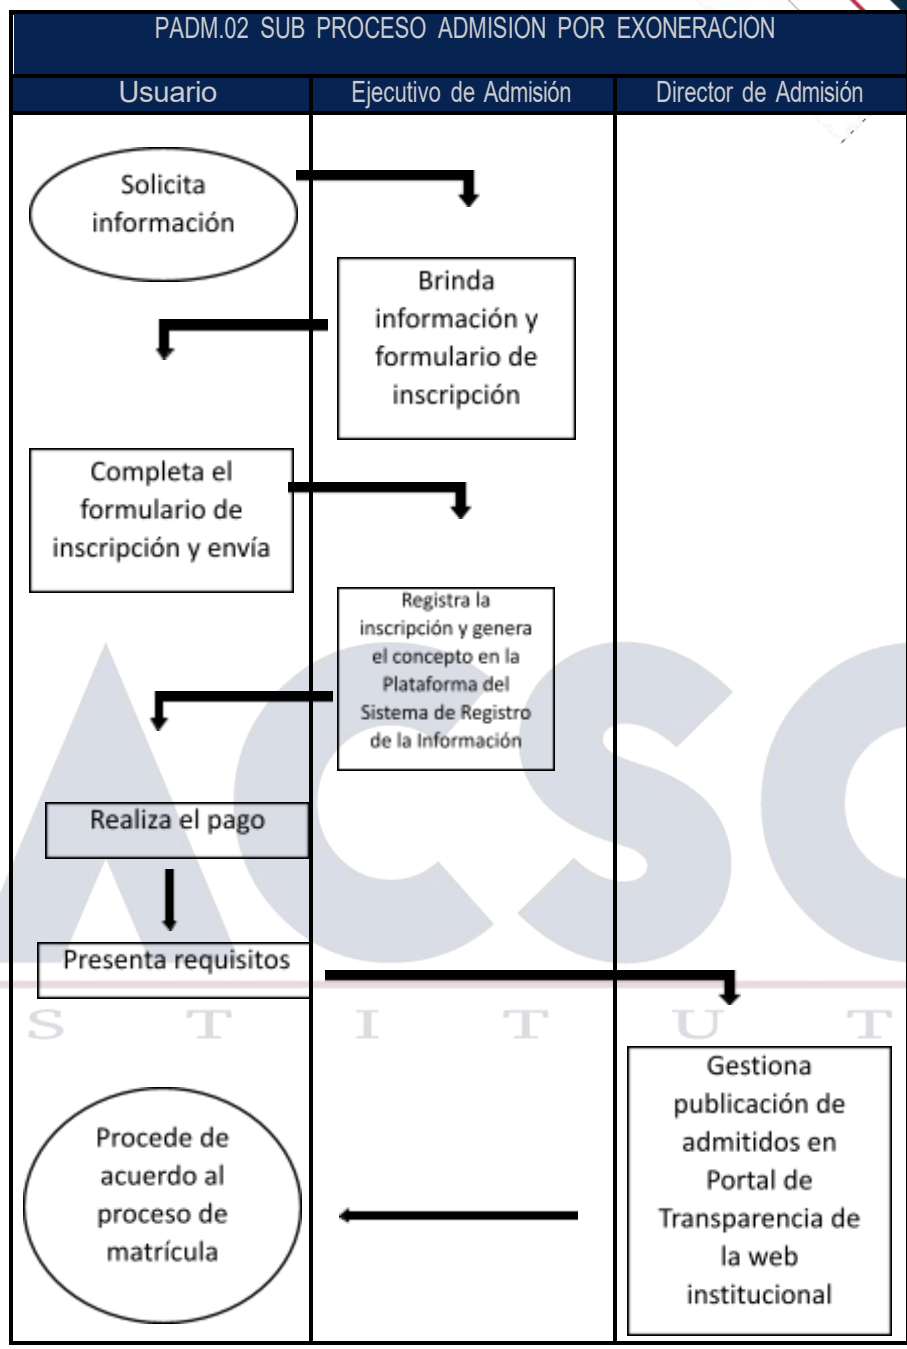 PADM.02 SUB PROCESO ADMISIÓN POR EXONERACIÓN
Usuario
Ejecutivo de Admisión
Director de Admisión
Solicita
información
Brinda
información y
formulario de
inscripción
Completa el
formulario de
inscripción y envía
Registra la
inscripción y genera
el concepto en la
Plataforma del
Sistema de Registro
de la Información
ACSC
Realiza el pago
Presenta requisitos
S T I T U T
Gestiona
publicación de
admitidos en
Portal de
Transparencia de
la web
institucional
Procede de
acuerdo al
proceso de
matrícula